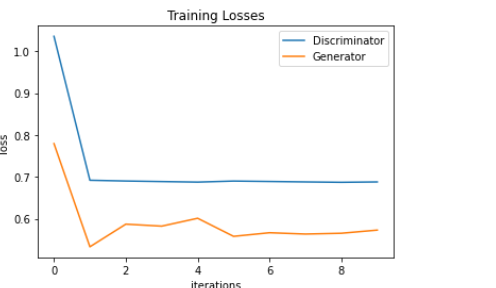 Training Losses
Discriminator
Generator
1.0
0.9
0.8
0.7
0.6
loss
0 2 4 6 8
iterations